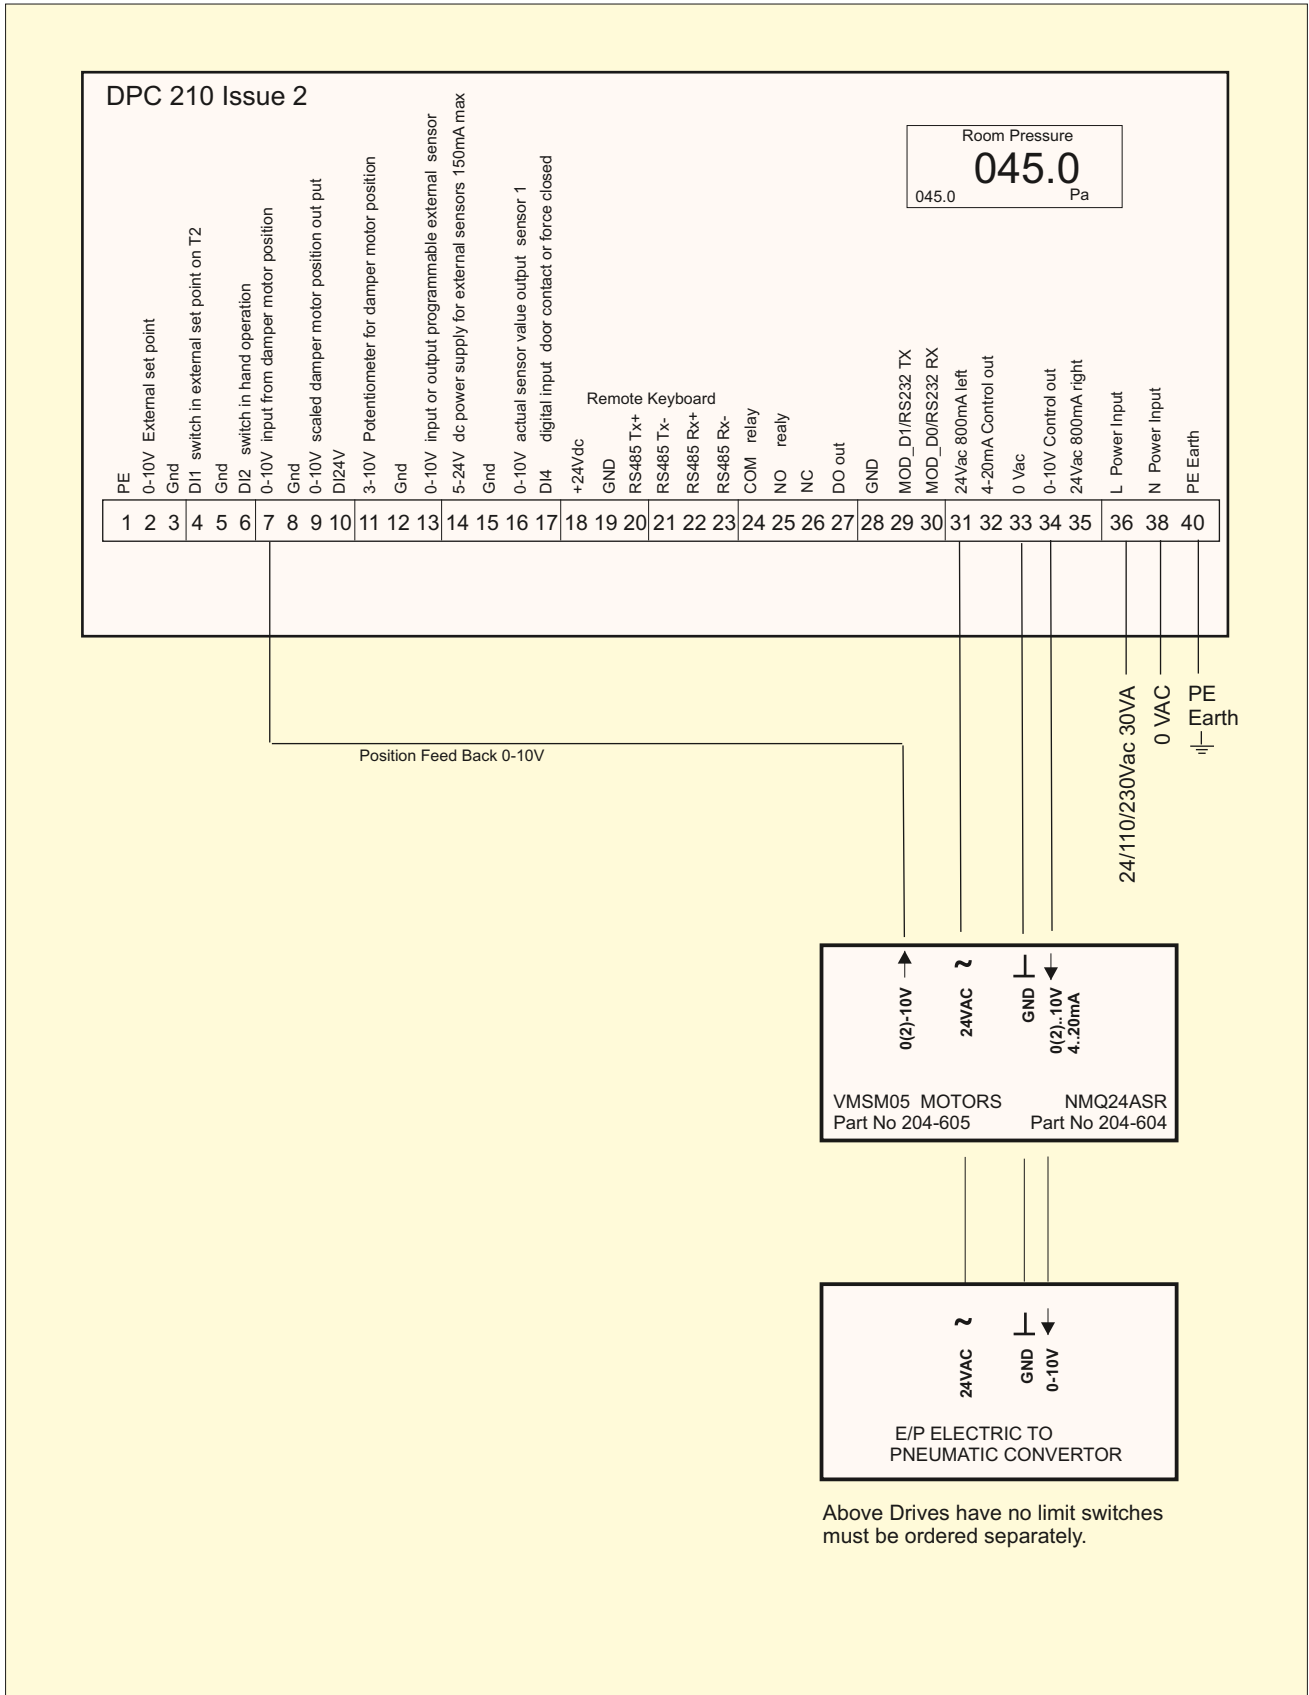 DPC 210 Issue 2
Room Pressure
045.0
045.0
Pa
PE
0-10V External set point
Gnd
DI1 switch in external set point on T2
Gnd
DI2 switch in hand operation
0-10V input from damper motor position
Gnd
0-10V scaled damper motor position out put
DI24V
3-10V Potentiometer for damper motor position
Gnd
0-10V input or output programmable external sensor
5-24V dc power supply for external sensors 150mA max
Gnd
0-10V actual sensor value output sensor 1
DI4 digital input door contact or force closed
+24Vdc
GND
Remote Keyboard
RS485 Tx+
RS485 Tx-
RS485 Rx+
RS485 Rx-
COM relay
NO realy
NC
DO out
GND
MOD_D1/RS232 TX
MOD_D0/RS232 RX
24Vac 800mA left
4-20mA Control out
0 Vac
0-10V Control out
24Vac 800mA right
L Power Input
N Power Input
PE Earth
1 2 3 4 5 6 7 8 9 10 11 12 13 14 15 16 17 18 19 20 21 22 23 24 25 26 27 28 29 30 31 32 33 34 35 36 38 40
24/110/230Vac 30VA
0 VAC
PE
Earth
Position Feed Back 0-10V
0(2)-10V
~
24VAC
GND
0(2)..10V
4..20mA
VMSM05 MOTORS
Part No 204-605
NMQ24ASR
Part No 204-604
~
24VAC
GND
0-10V
E/P ELECTRIC TO
PNEUMATIC CONVERTOR
Above Drives have no limit switches
must be ordered separately.